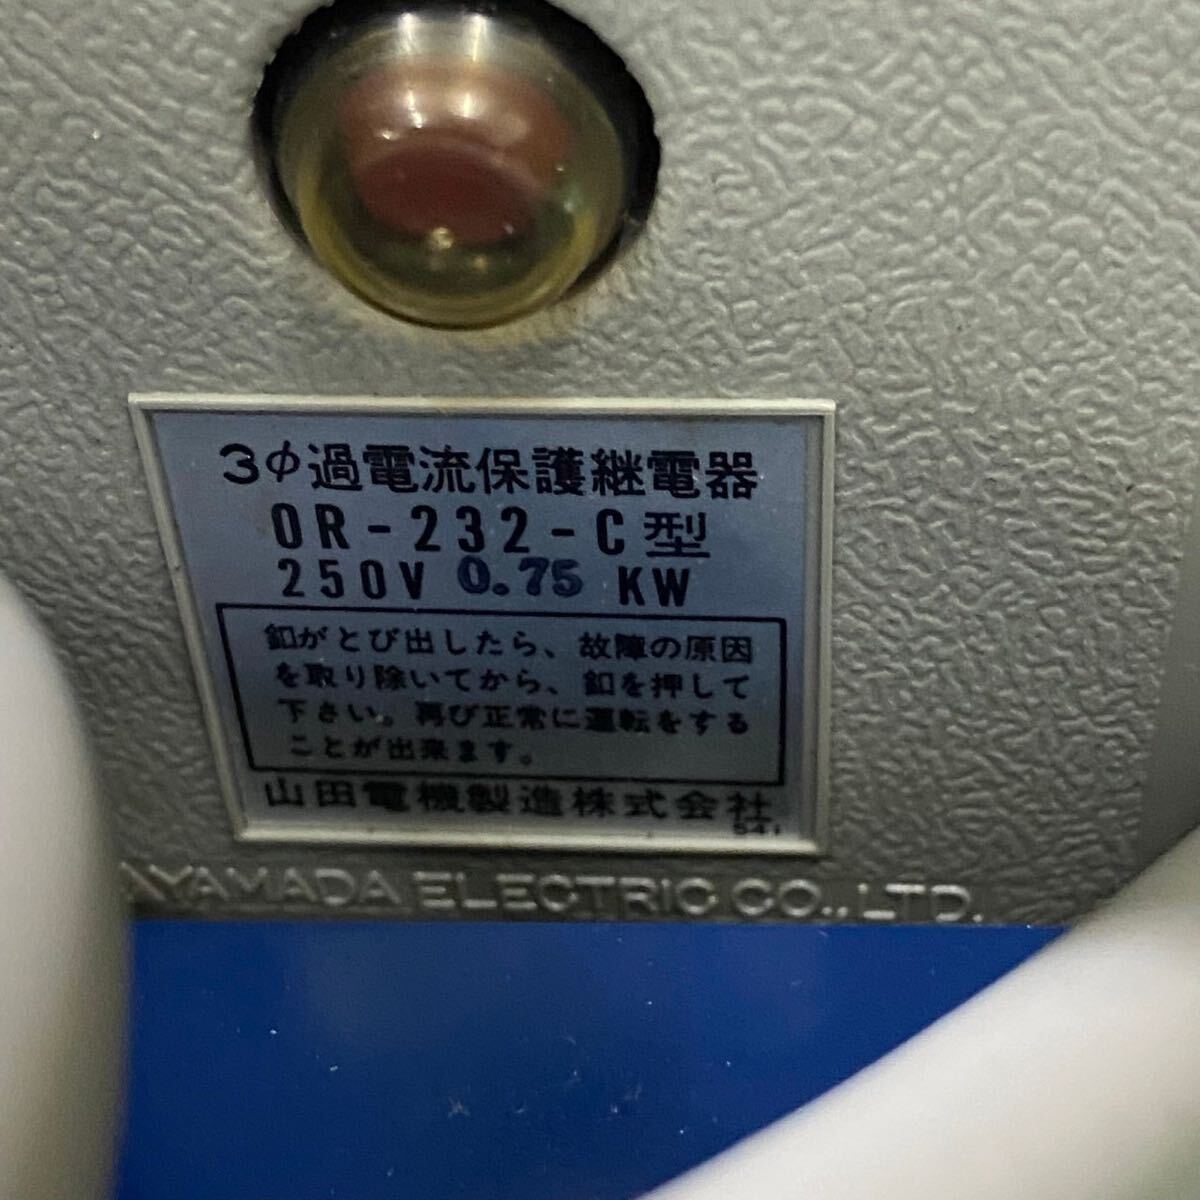 3φ過電流保護継電器
OR-232-C型
250V 0.75 KW
釦がとび出したら、故障の原因
を取り除いてから、釦を押して
下さい。再び正常に運転をする
ことが出来ます。
山田電機製造株式会社
541
YAMADA ELECTRIC CO., LTD.